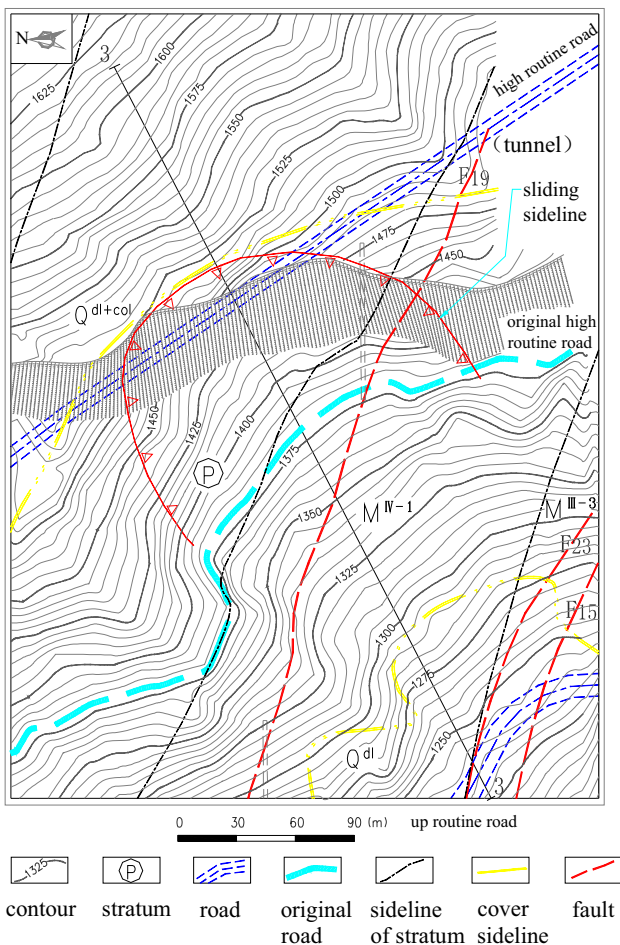 N
3
1625
1600
1575
1550
1525
1500
1475
1450
high routine road
(tunnel)
F19
sliding
sideline
Q dl+col
original high
routine road
1450
1425
1400
1375
P
1350
M IV-1
M III-3
1325
F23
F15
1300
1275
1250
Q dl
3
0 30 60 90 (m)
up routine road
1325
P
contour
stratum
road
original
road
sideline
of stratum
cover
sideline
fault